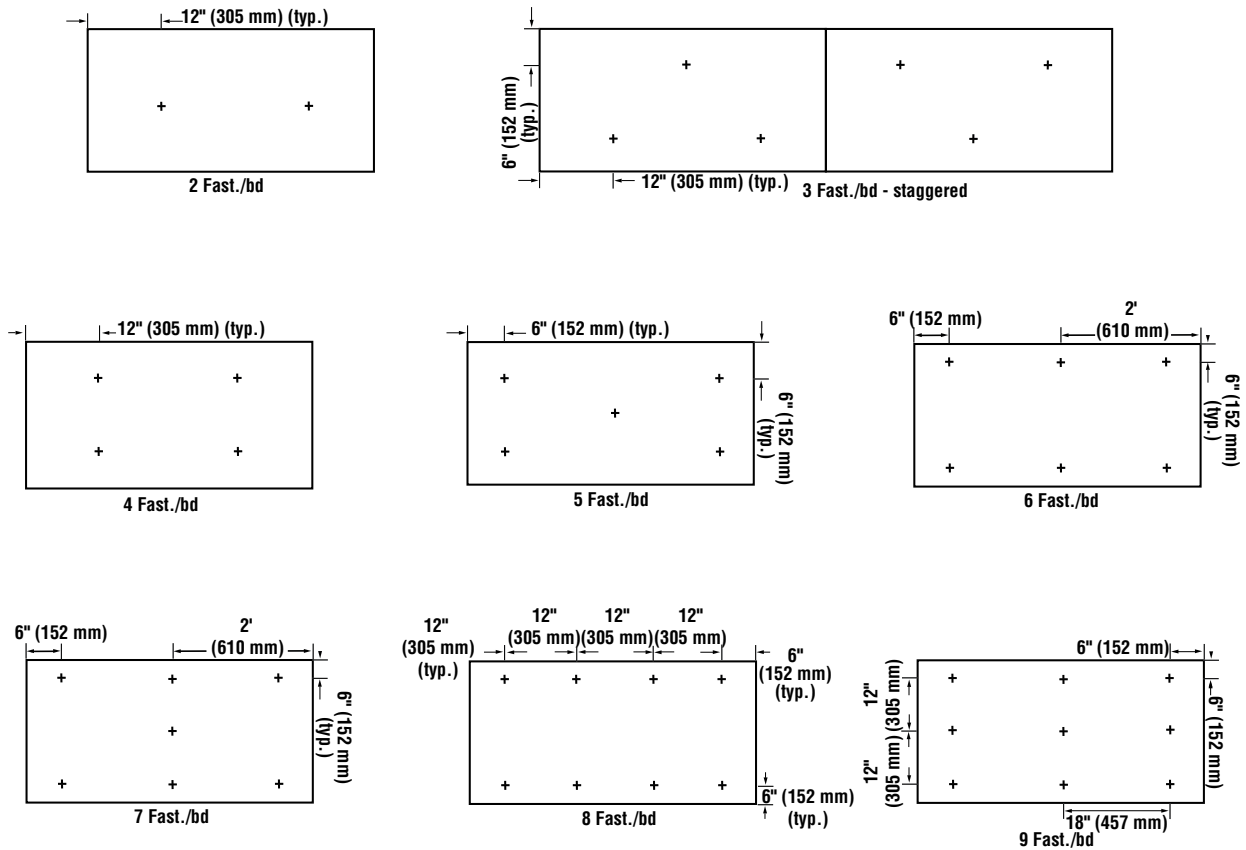 12" (305 mm) (typ.)
2 Fast./bd
6" (152 mm)
(typ.)
12" (305 mm) (typ.)
3 Fast./bd - staggered
12" (305 mm) (typ.)
4 Fast./bd
6" (152 mm) (typ.)
6" (152 mm)
(typ.)
5 Fast./bd
6" (152 mm)
2'
(610 mm)
6" (152 mm)
(typ.)
6 Fast./bd
6" (152 mm)
2'
(610 mm)
6" (152 mm)
(typ.)
7 Fast./bd
12"
(305 mm)
(typ.)
12"
(305 mm)
12"
(305 mm)
12"
(305 mm)
6"
(152 mm)
(typ.)
6" (152 mm)
(typ.)
8 Fast./bd
6" (152 mm)
12"
(305 mm)
12"
(305 mm)
6" (152 mm)
18" (457 mm)
9 Fast./bd